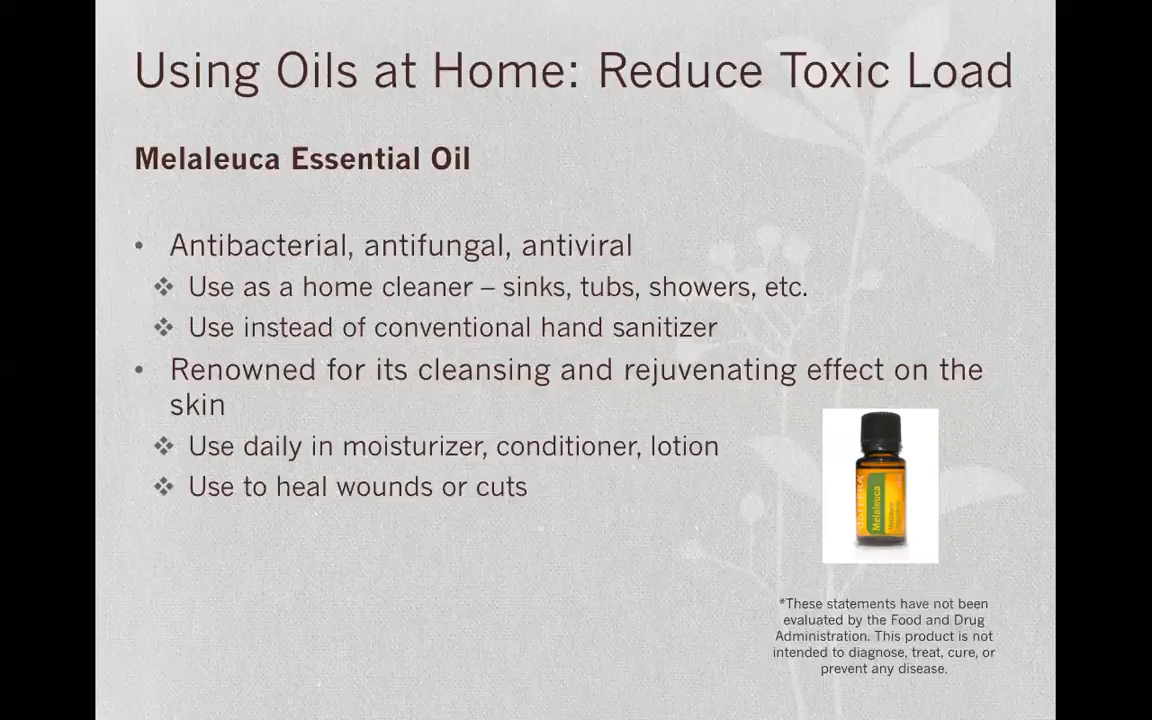 Using Oils at Home: Reduce Toxic Load
Melaleuca Essential Oil
• Antibacterial, antifungal, antiviral
❖ Use as a home cleaner – sinks, tubs, showers, etc.
❖ Use instead of conventional hand sanitizer
• Renowned for its cleansing and rejuvenating effect on the
skin
❖ Use daily in moisturizer, conditioner, lotion
❖ Use to heal wounds or cuts
Melaleuca
*These statements have not been
evaluated by the Food and Drug
Administration. This product is not
intended to diagnose, treat, cure, or
prevent any disease.